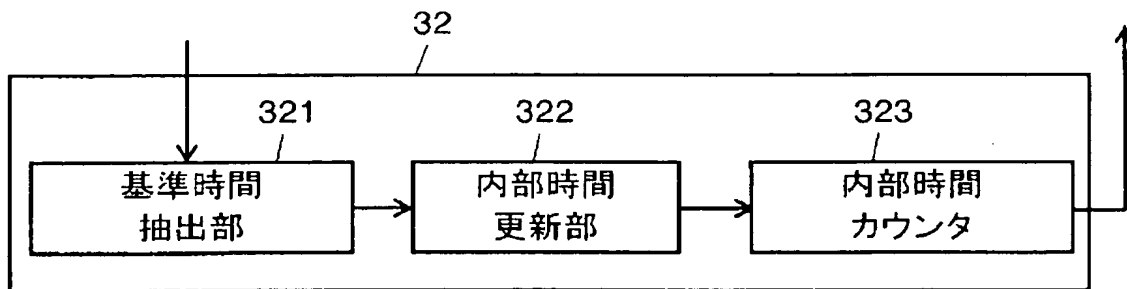 32
321
322
323
基準時間
抽出部
内部時間
更新部
内部時間
カウンタ